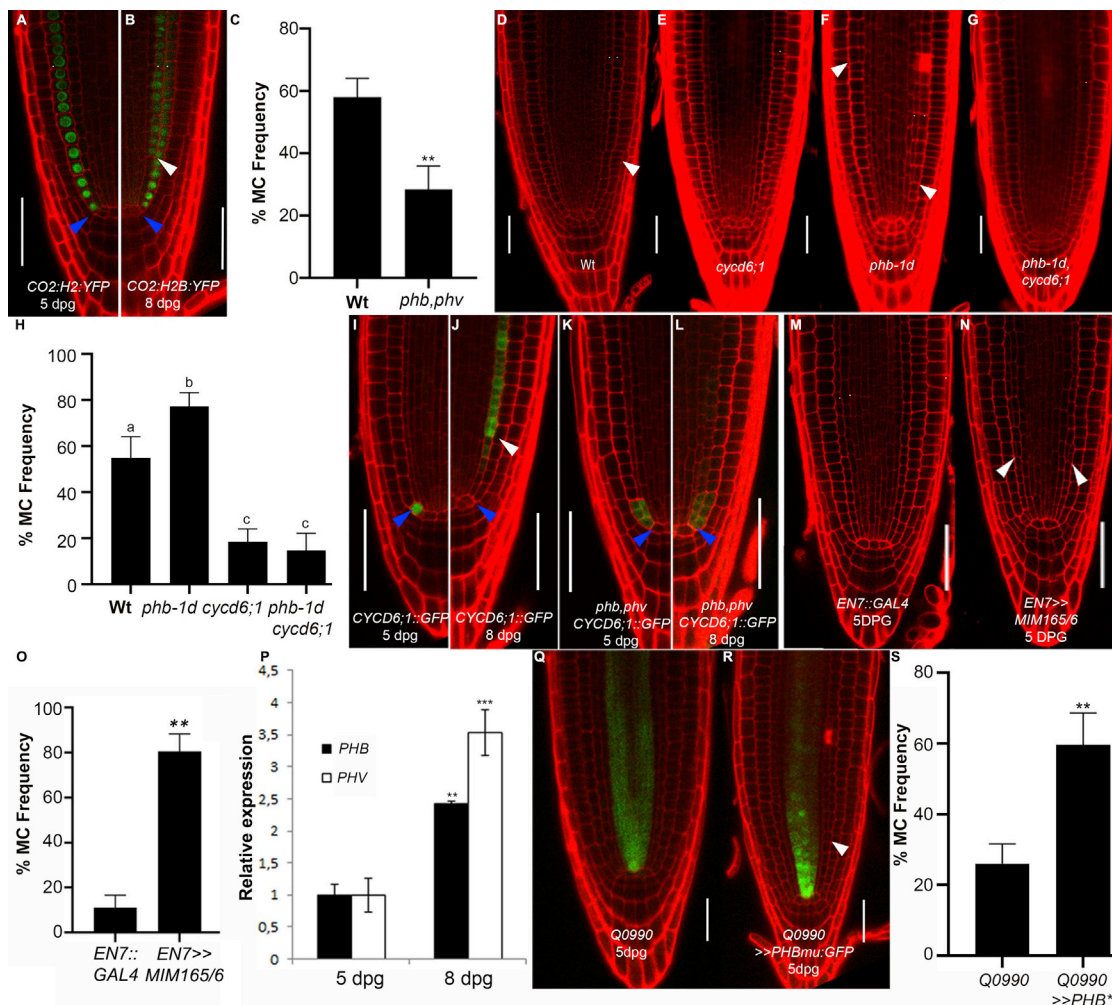 A
B
CO2:H2:YFP
5 dpg
CO2:H2B:YFP
8 dpg
C
% MC Frequency
80
60
40
20
0
**
Wt
phb,phv
D
Wt
E
cycd6;1
F
phb-1d
G
phb-1d,
cycd6;1
H
% MC Frequency
100
80
60
40
20
0
a
b
c
c
Wt
phb-1d
cycd6;1
phb-1d
cycd6;1
I
CYCD6;1::GFP
5 dpg
J
CYCD6;1::GFP
8 dpg
K
phb,phv
CYCD6;1::GFP
5 dpg
L
phb,phv
CYCD6;1::GFP
8 dpg
M
EN7::GAL4
5DPG
N
EN7>>
MIM165/6
5 DPG
O
% MC Frequency
100
80
60
40
20
0
**
EN7::
GAL4
EN7>>
MIM165/6
P
Relative expression
4,5
4
3,5
3
2,5
2
1,5
1
0,5
0
PHB
PHV
**
***
5 dpg
8 dpg
Q
Q0990
5dpg
R
Q0990
>>PHBmu:GFP
5dpg
S
% MC Frequency
80
60
40
20
0
**
Q0990
Q0990
>>PHB*